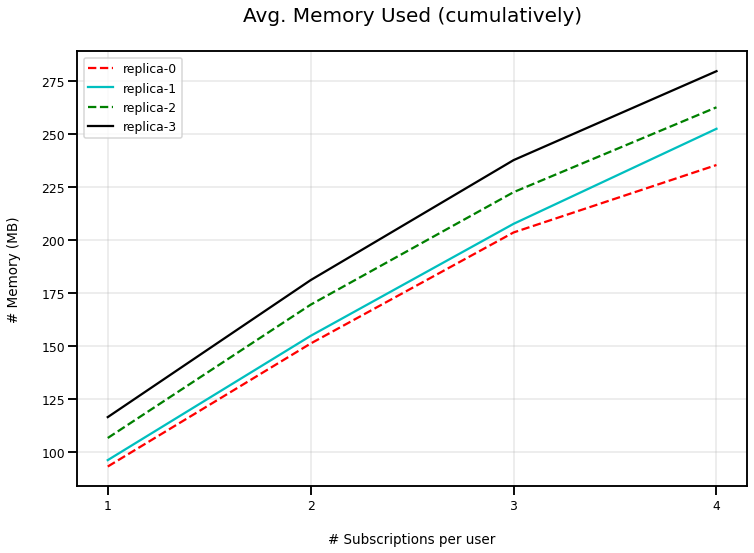 Avg. Memory Used (cumulatively)
replica-0
replica-1
replica-2
replica-3
# Memory (MB)
275
250
225
200
175
150
125
100
1 2 3 4
# Subscriptions per user